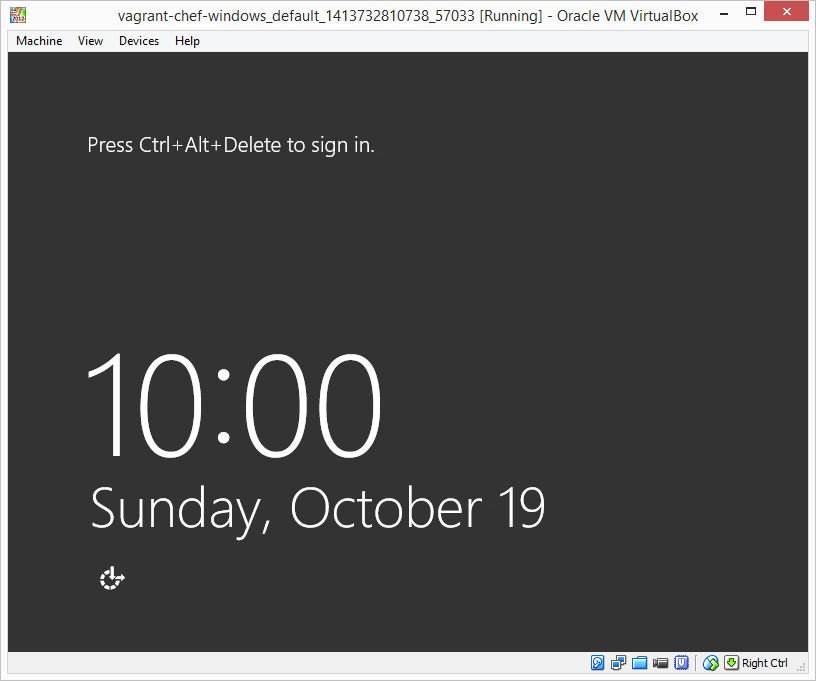 vagrant-chef-windows_default_1413732810738_57033 [Running] - Oracle VM VirtualBox
Machine View Devices Help
Press Ctrl+Alt+Delete to sign in.
10:00
Sunday, October 19
Right Ctrl